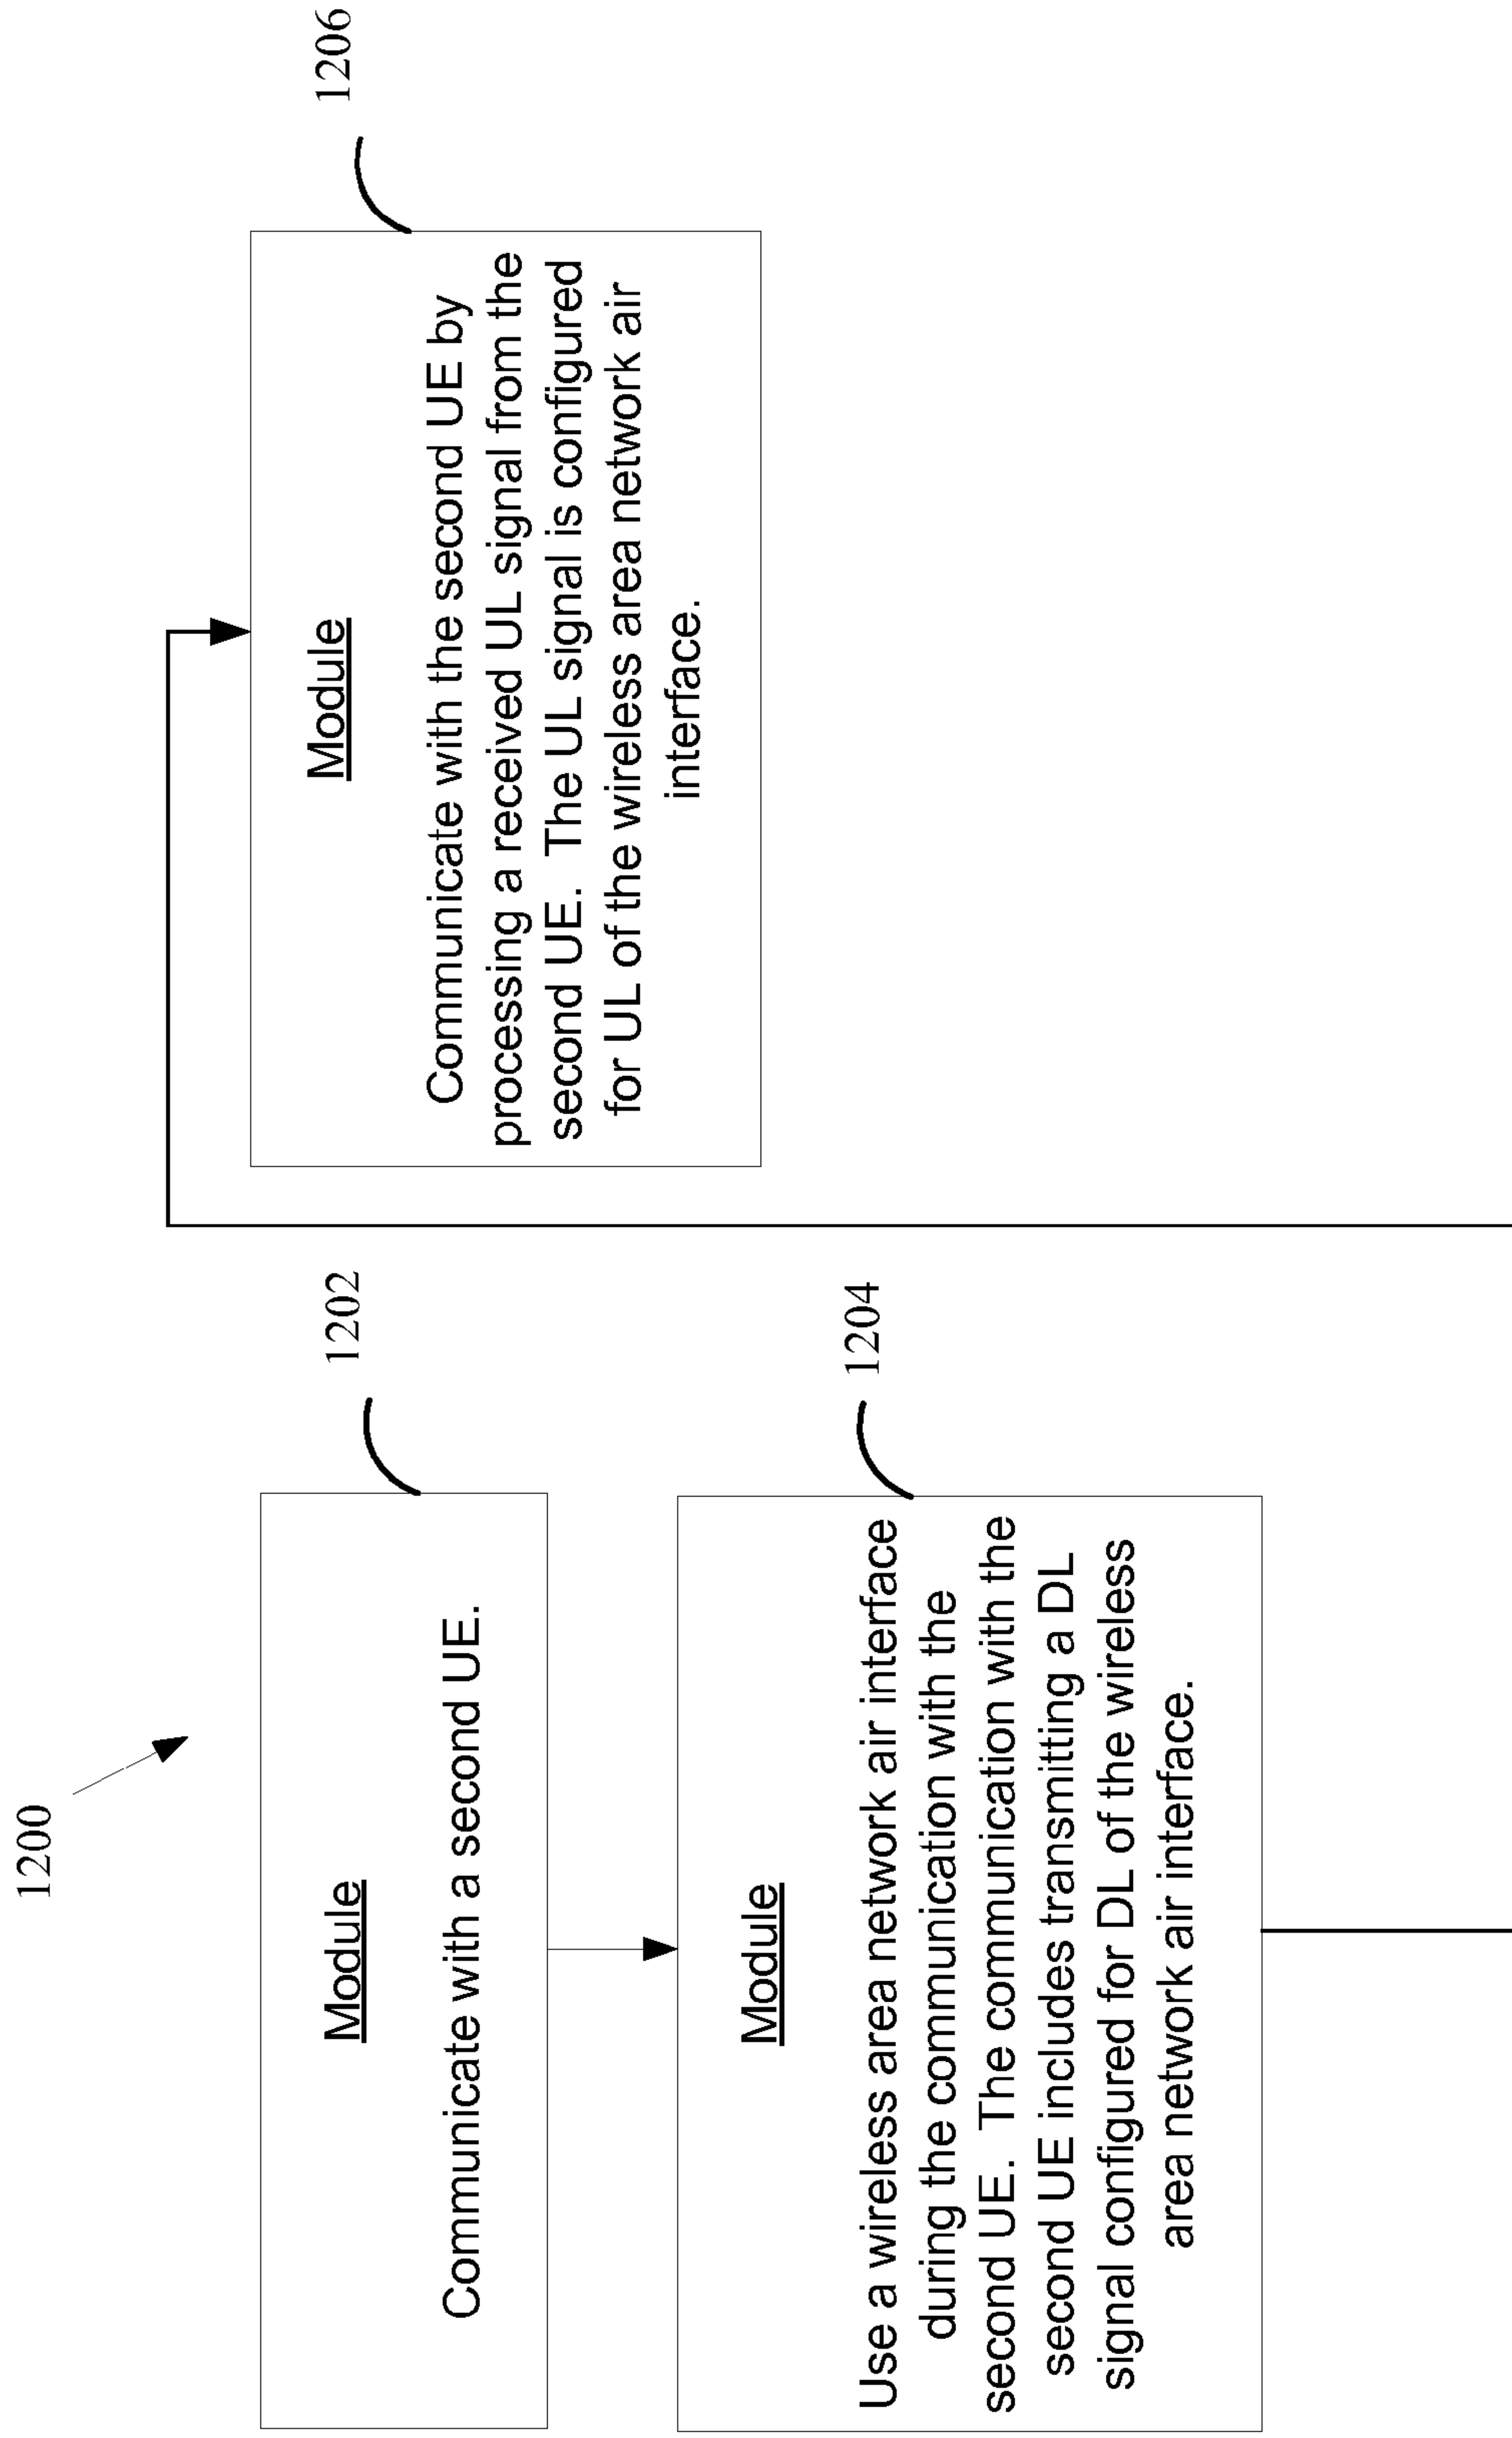 1200
1202
Module
Communicate with a second UE.
1204
Module
Use a wireless area network air interface
during the communication with the
second UE.  The communication with the
second UE includes transmitting a DL
signal configured for DL of the wireless
area network air interface.
1206
Module
Communicate with the second UE by
processing a received UL signal from the
second UE.  The UL signal is configured
for UL of the wireless area network air
interface.